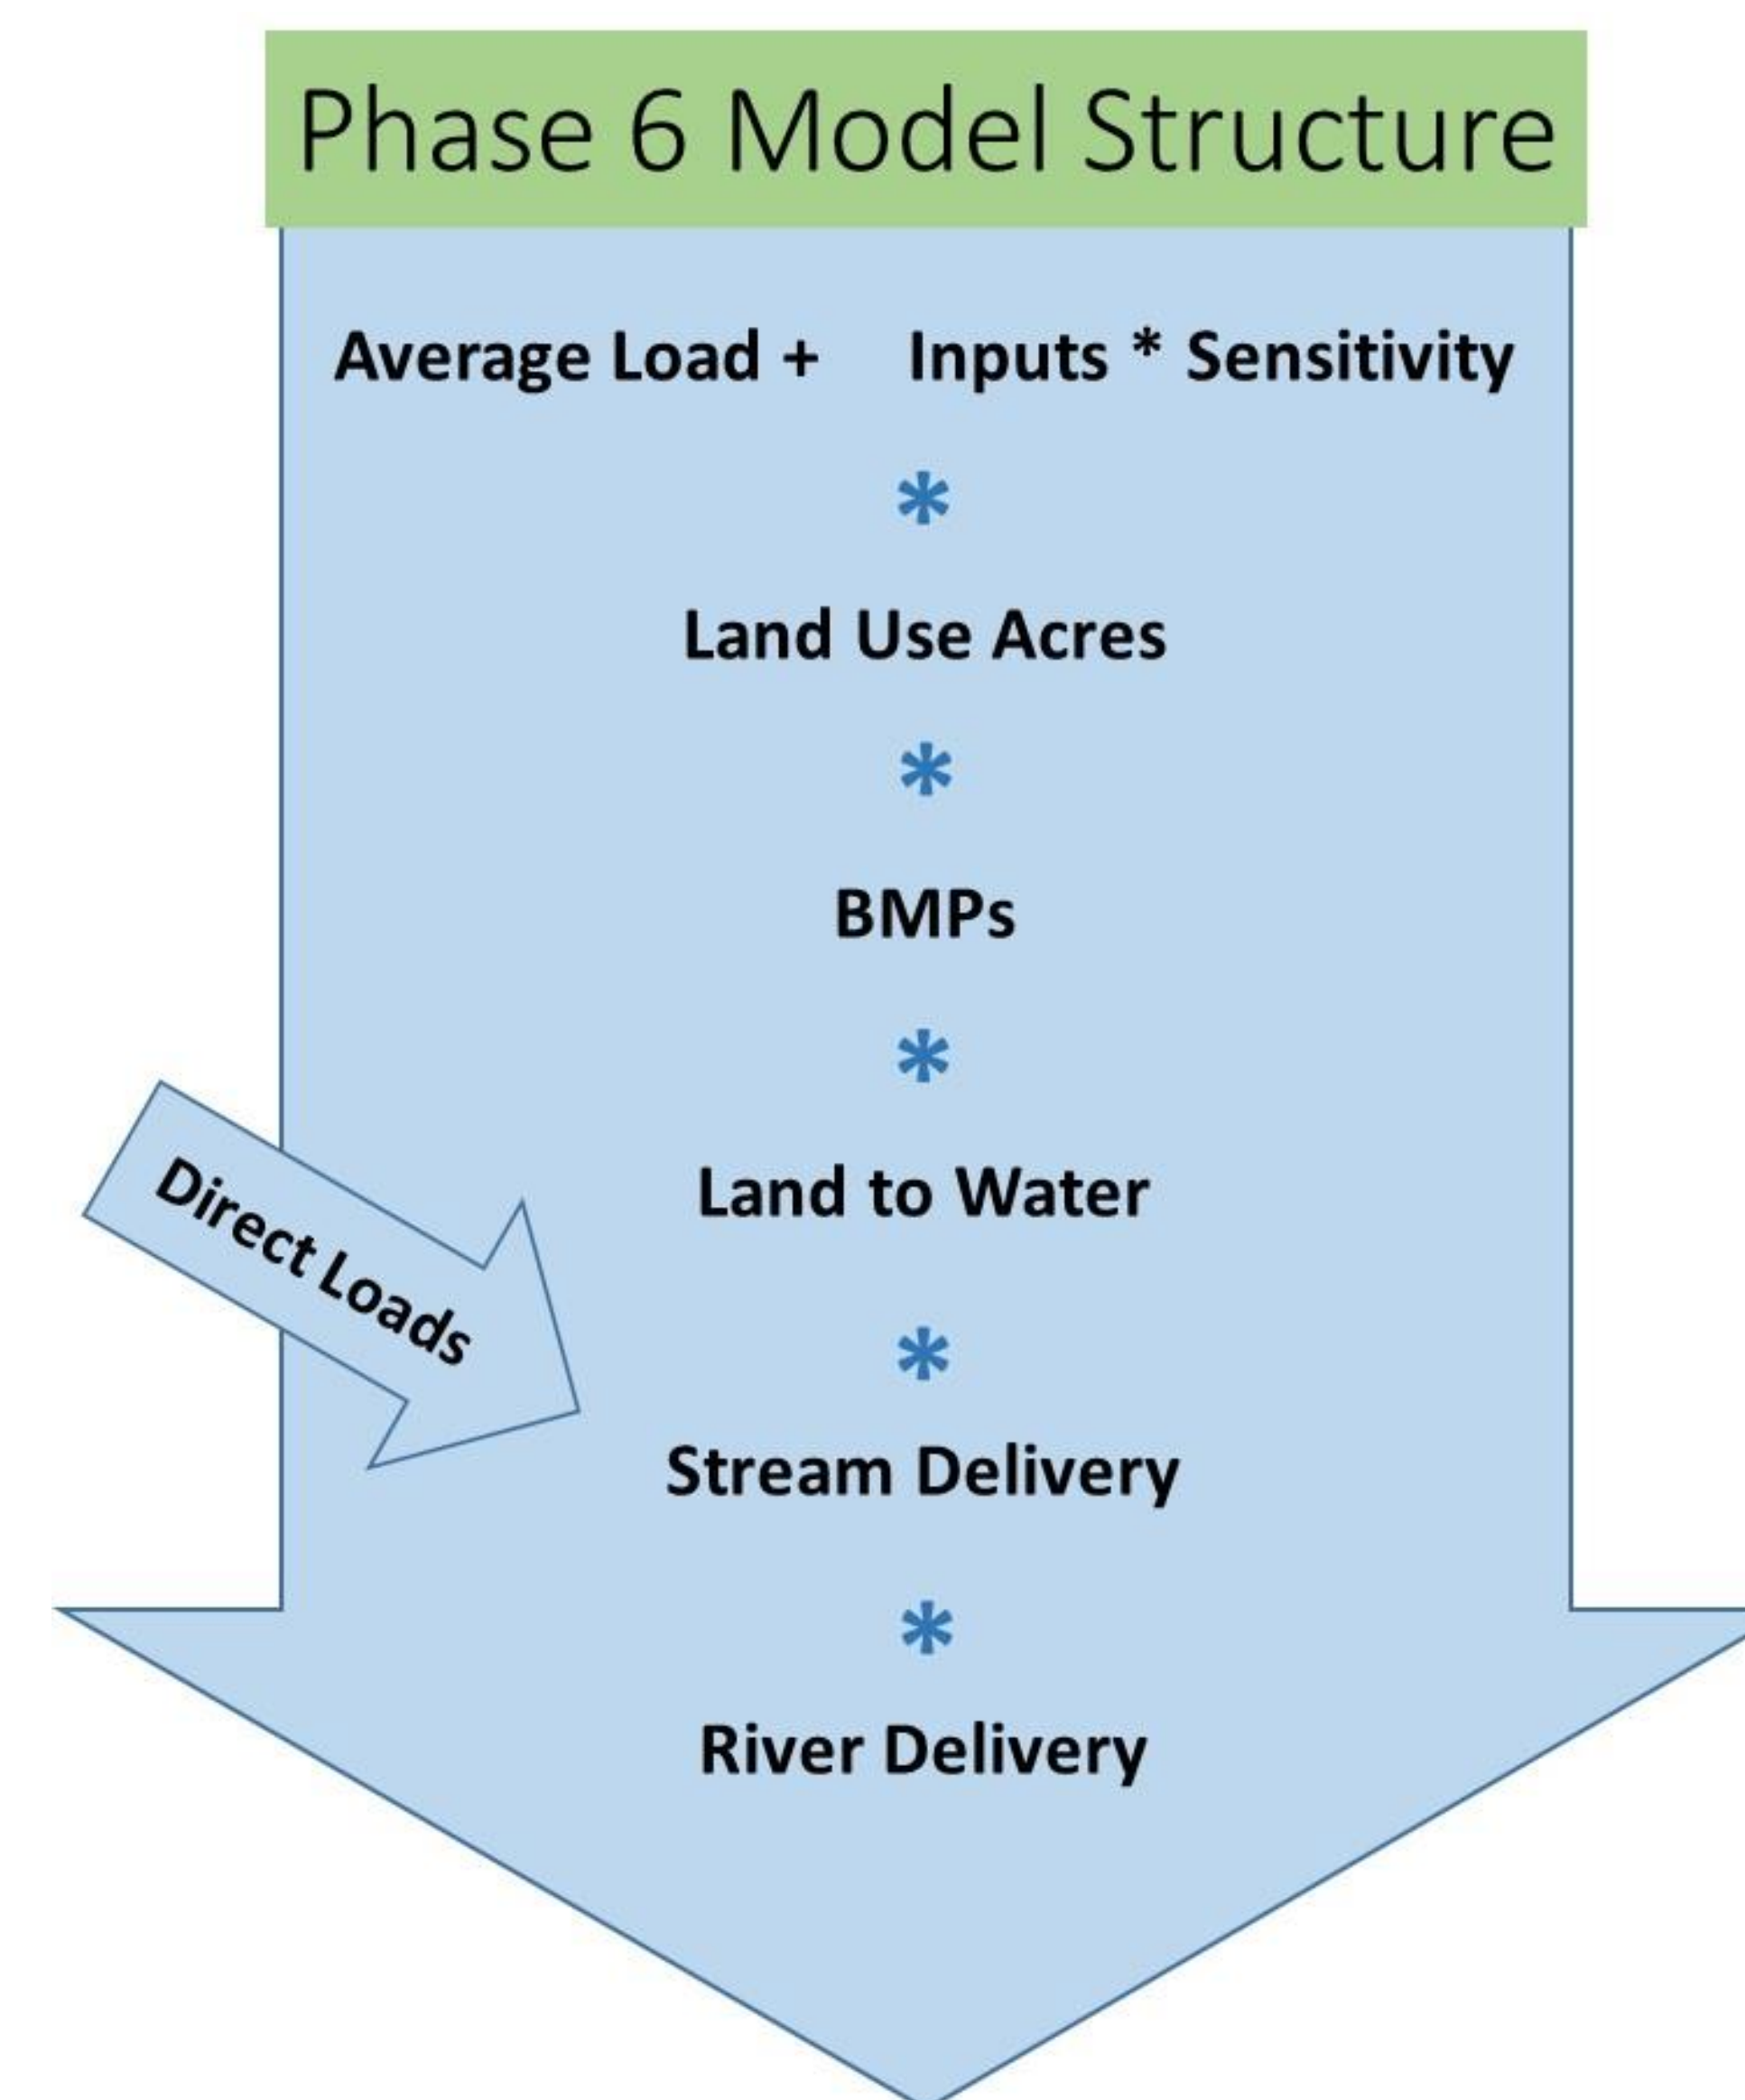 Phase 6 Model Structure
Average Load + Inputs * Sensitivity
*
Land Use Acres
*
BMPs
*
Land to Water
*
Direct Loads
Stream Delivery
*
River Delivery